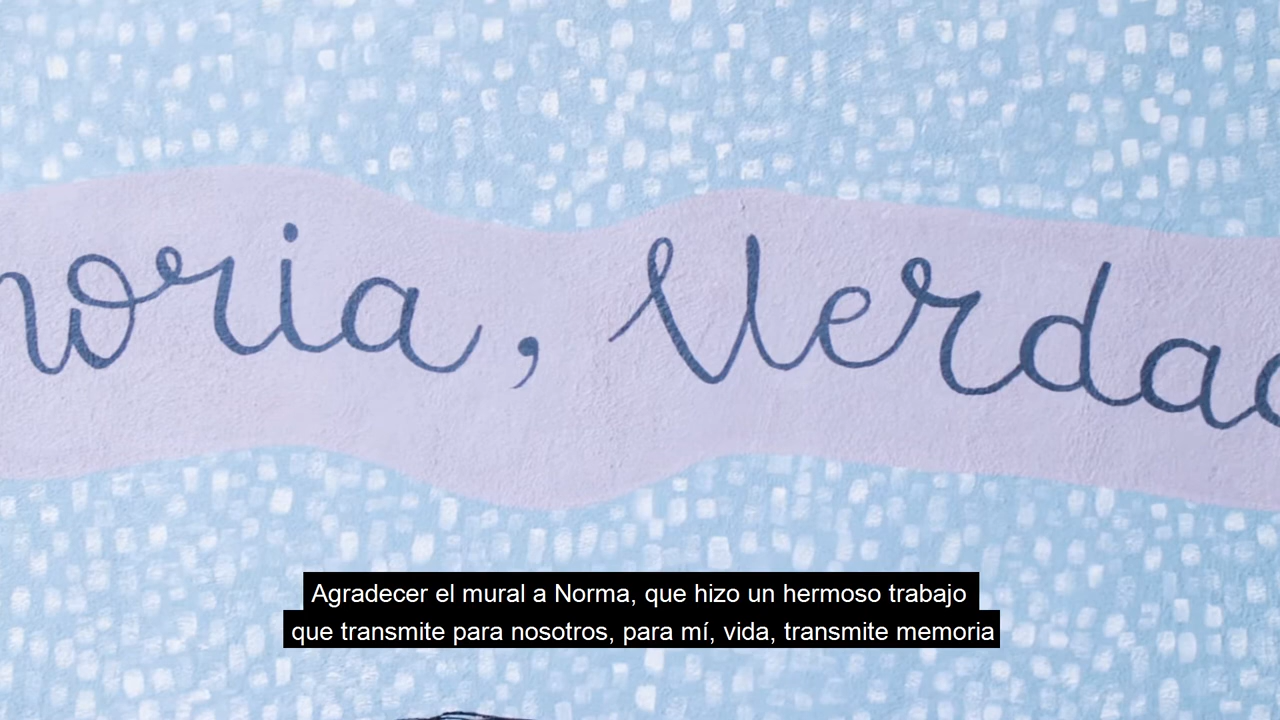 moria, Verdad
Agradecer el mural a Norma, que hizo un hermoso trabajo
que transmite para nosotros, para mí, vida, transmite memoria